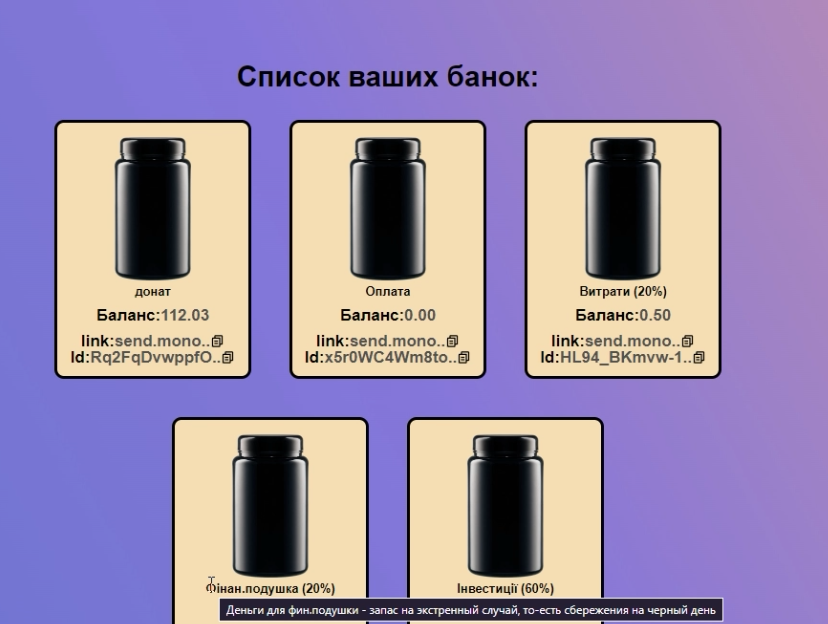 Список ваших банок:
донат
Баланс:112.03
link:send.mono..
Id:Rq2FqDvwppfO..
Оплата
Баланс:0.00
link:send.mono..
Id:x5r0WC4Wm8to..
Витрати (20%)
Баланс:0.50
link:send.mono..
Id:HL94_BKmvw-1..
Фінан.подушка (20%)
Інвестиції (60%)
Деньги для фин.подушки - запас на экстренный случай, то-есть сбережения на черный день